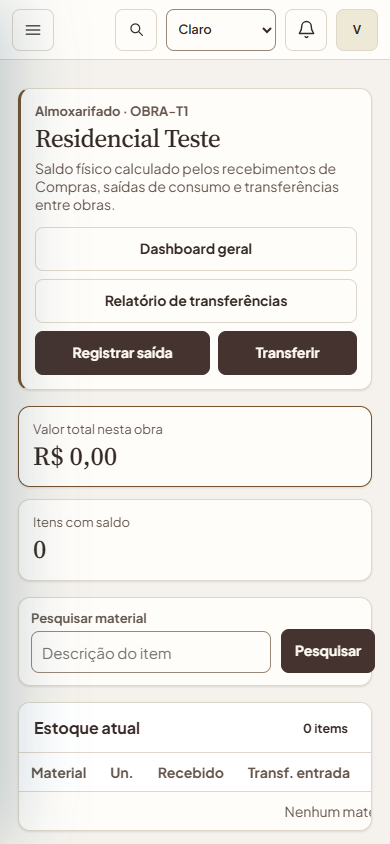 Claro
V
Almoxarifado · OBRA-T1
Residencial Teste
Saldo físico calculado pelos recebimentos de
Compras, saídas de consumo e transferências
entre obras.
Dashboard geral
Relatório de transferências
Registrar saída
Transferir
Valor total nesta obra
R$ 0,00
Itens com saldo
0
Pesquisar material
Descrição do item
Pesquisar
Estoque atual
0 items
Material Un. Recebido Transf. entrada
Nenhum mate